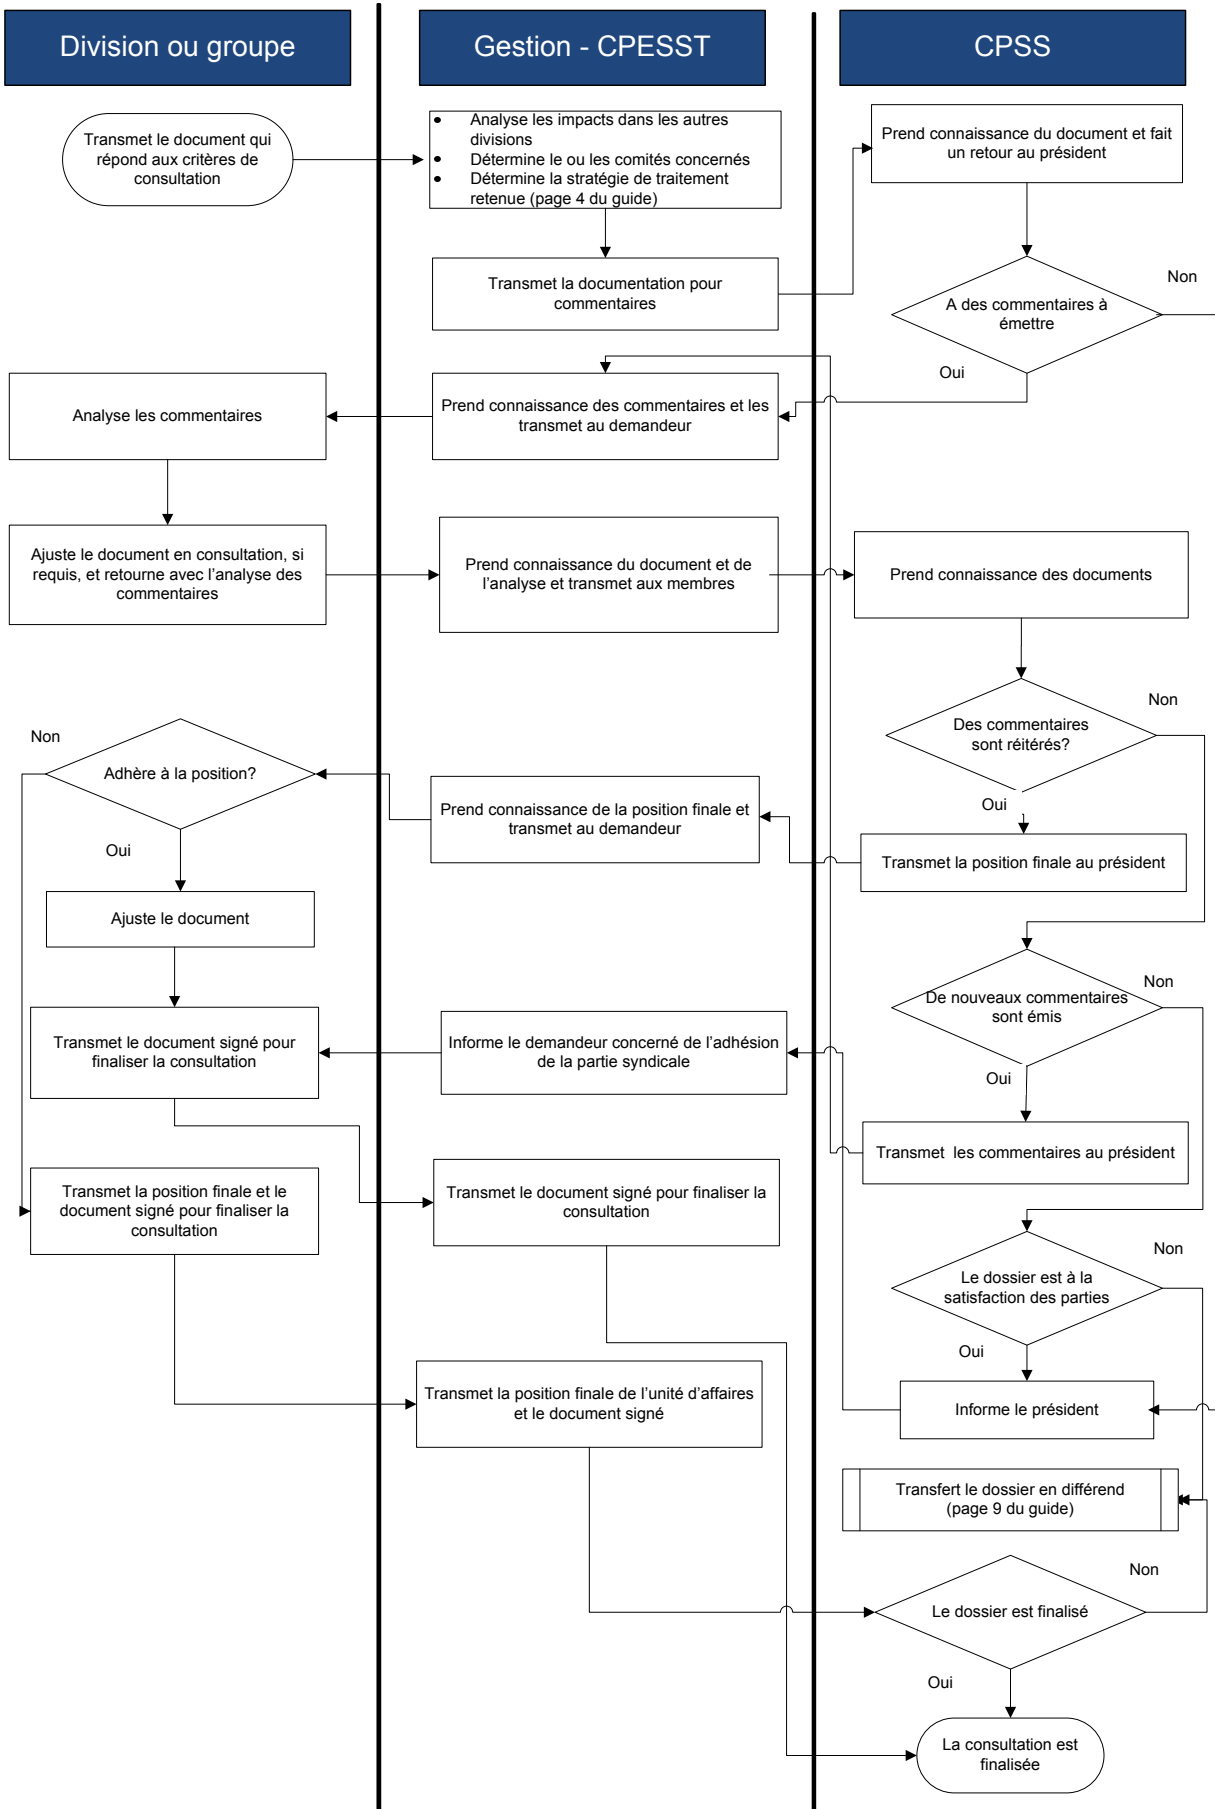 Division ou groupe
Gestion - CPESST
CPSS
Transmet le document qui
répond aux critères de
consultation
• Analyse les impacts dans les autres
divisions
• Détermine le ou les comités concernés
• Détermine la stratégie de traitement
retenue (page 4 du guide)
Prend connaissance du document et fait
un retour au président
Transmet la documentation pour
commentaires
Non
A des commentaires à
émettre
Oui
Analyse les commentaires
Prend connaissance des commentaires et les
transmet au demandeur
Ajuste le document en consultation, si
requis, et retourne avec l'analyse des
commentaires
Prend connaissance du document et de
l'analyse et transmet aux membres
Prend connaissance des documents
Non
Des commentaires
sont réitérés?
Oui
Non
Adhère à la position?
Oui
Prend connaissance de la position finale et
transmet au demandeur
Transmet la position finale au président
Ajuste le document
Non
De nouveaux commentaires
sont émis
Oui
Transmet le document signé pour
finaliser la consultation
Informe le demandeur concerné de l'adhésion
de la partie syndicale
Transmet les commentaires au président
Transmet la position finale et le
document signé pour finaliser la
consultation
Transmet le document signé pour finaliser la
consultation
Non
Le dossier est à la
satisfaction des parties
Oui
Transmet la position finale de l'unité d'affaires
et le document signé
Informe le président
Transfert le dossier en différend
(page 9 du guide)
Non
Le dossier est finalisé
Oui
La consultation est
finalisée